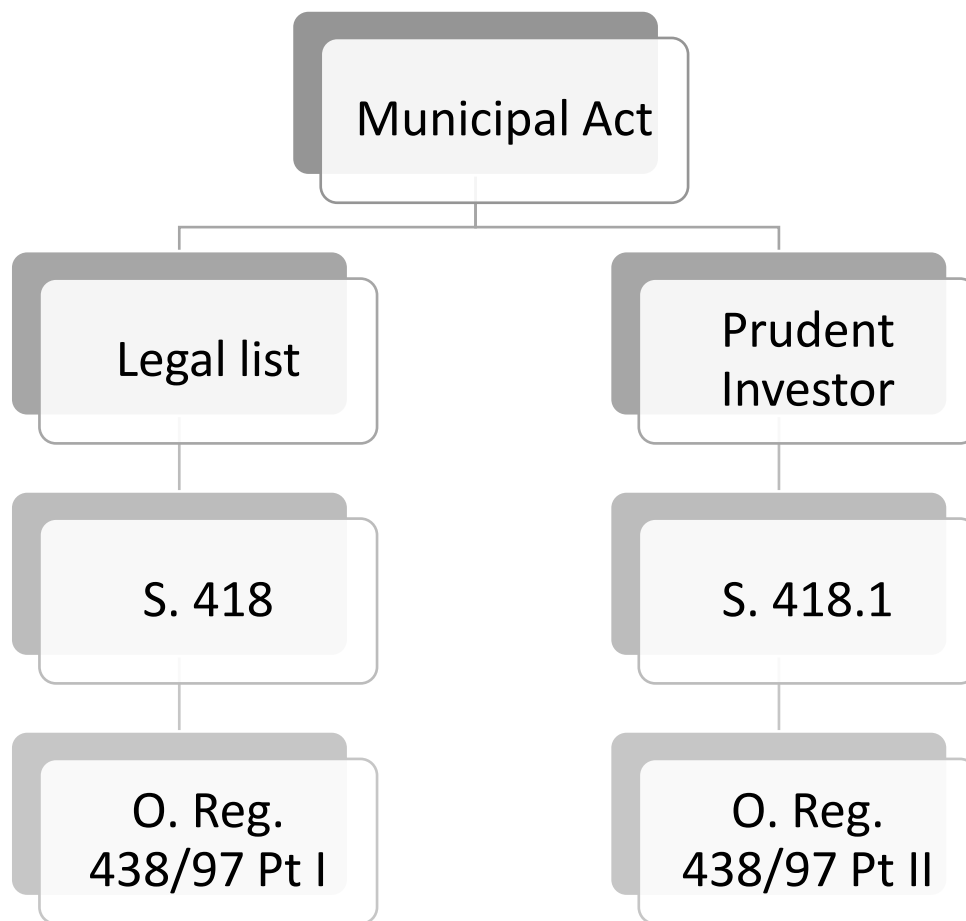 Municipal Act
Legal list
Prudent
Investor
S. 418
S. 418.1
O. Reg.
438/97 Pt I
O. Reg.
438/97 Pt II